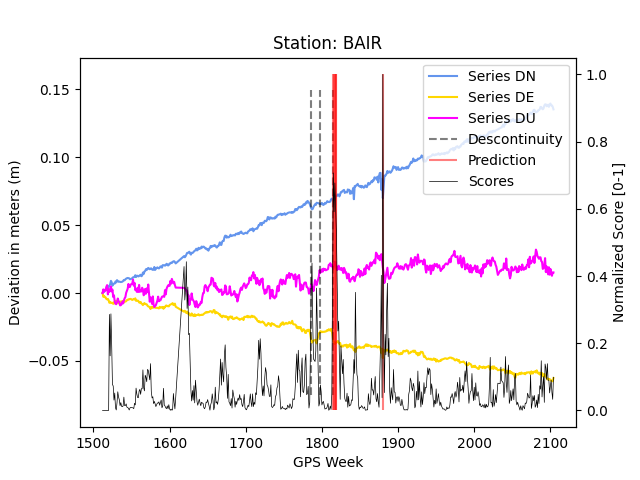 Station: BAIR
Series DN
Series DE
Series DU
Descontinuity
Prediction
Scores
Deviation in meters (m)
0.15
0.10
0.05
0.00
−0.05
Normalized Score [0-1]
1.0
0.8
0.6
0.4
0.2
0.0
1500 1600 1700 1800 1900 2000 2100
GPS Week